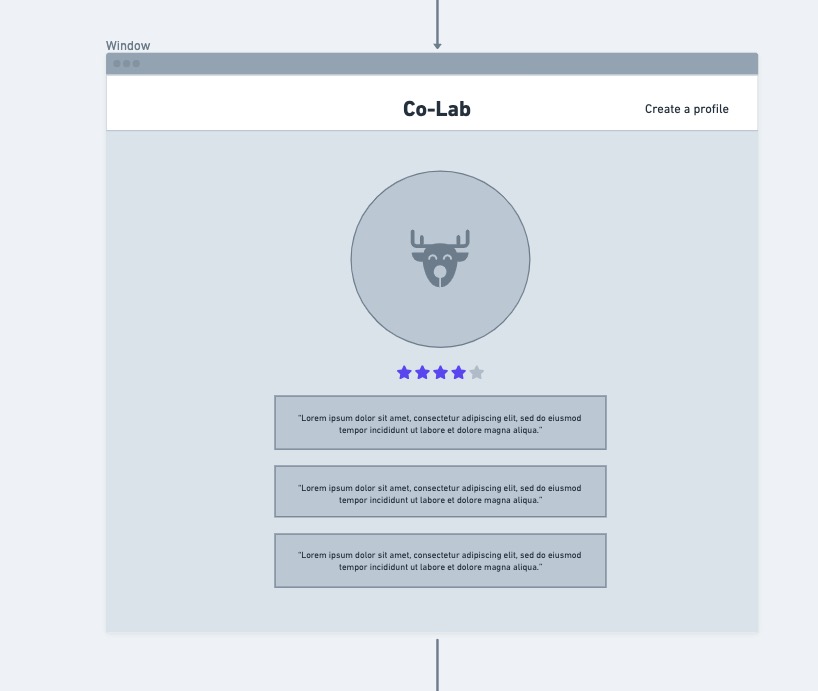 Window
Co-Lab
Create a profile
"Lorem ipsum dolor sit amet, consectetur adipiscing elit, sed do eiusmod
tempor incididunt ut labore et dolore magna aliqua."
"Lorem ipsum dolor sit amet, consectetur adipiscing elit, sed do eiusmod
tempor incididunt ut labore et dolore magna aliqua."
"Lorem ipsum dolor sit amet, consectetur adipiscing elit, sed do eiusmod
tempor incididunt ut labore et dolore magna aliqua."